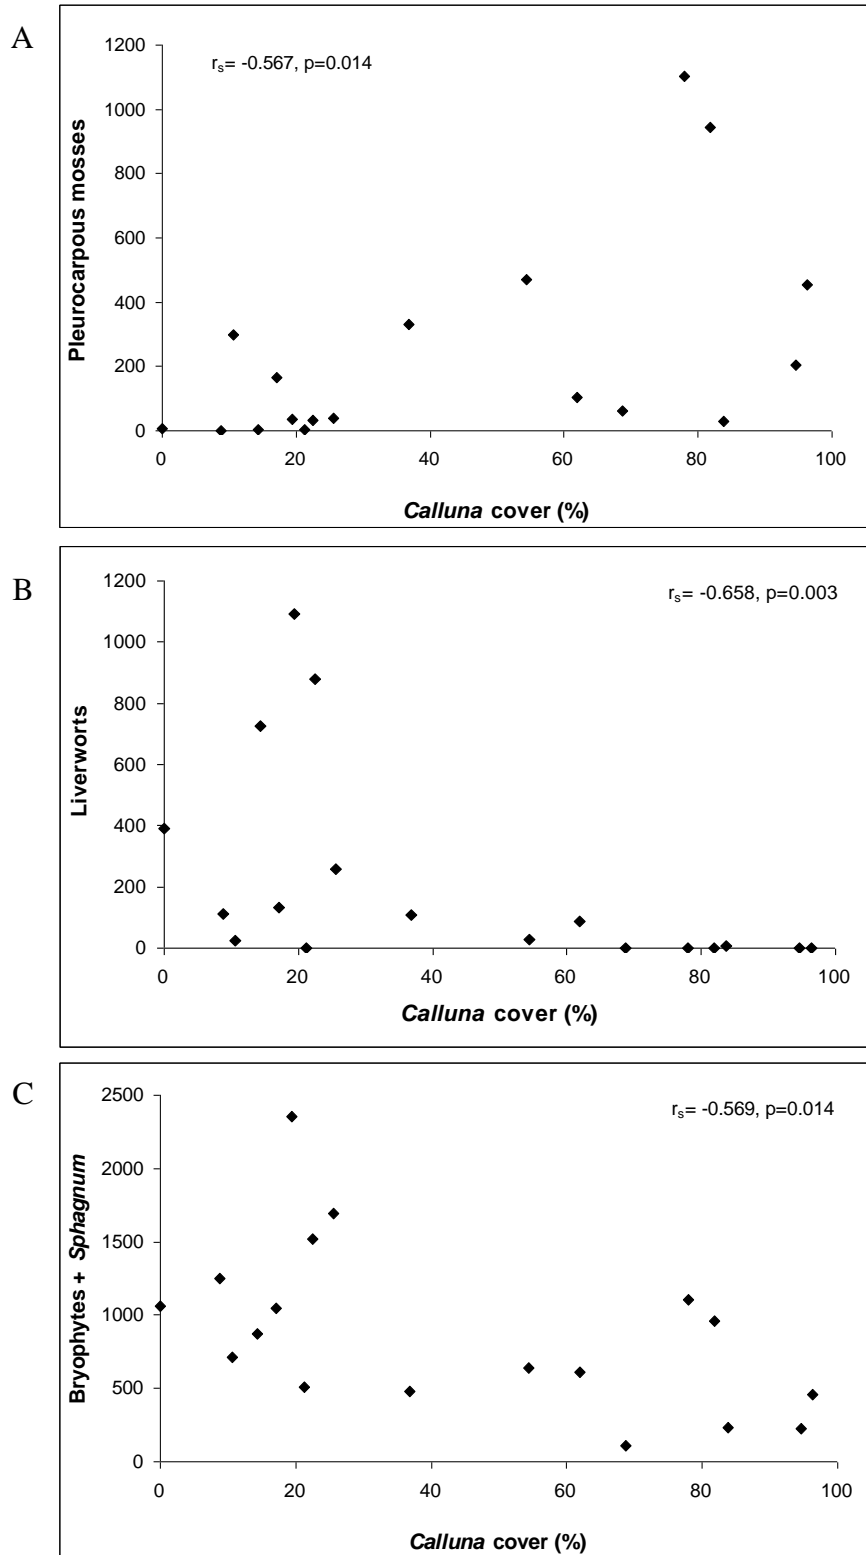 A
rs= -0.567, p=0.014
1200
1000
800
600
400
200
0
Pleurocarpous mosses
0 20 40 60 80 100
Calluna cover (%)
B
rs= -0.658, p=0.003
1200
1000
800
600
400
200
0
Liverworts
0 20 40 60 80 100
Calluna cover (%)
C
rs= -0.569, p=0.014
2500
2000
1500
1000
500
0
Bryophytes + Sphagnum
0 20 40 60 80 100
Calluna cover (%)